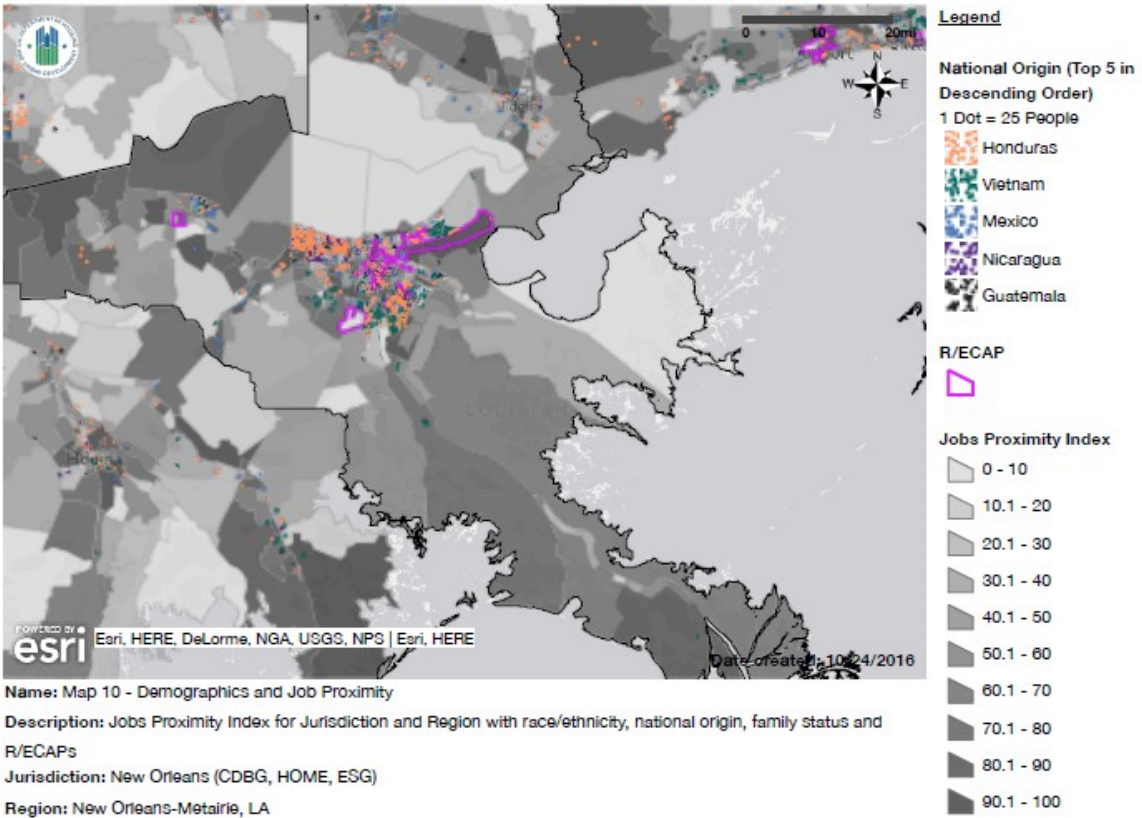 0 10 20mi
N
W E
S
LOUISIAN
Houma
POWERED BY
esri
Esri, HERE, DeLorme, NGA, USGS, NPS | Esri, HERE
Date created: 10/24/2016
Name: Map 10 - Demographics and Job Proximity
Description: Jobs Proximity Index for Jurisdiction and Region with race/ethnicity, national origin, family status and
R/ECAPs
Jurisdiction: New Orleans (CDBG, HOME, ESG)
Region: New Orleans-Metairie, LA
Legend
National Origin (Top 5 in
Descending Order)
1 Dot = 25 People
Honduras
Vietnam
Mexico
Nicaragua
Guatemala
R/ECAP
Jobs Proximity Index
0 - 10
10.1 - 20
20.1 - 30
30.1 - 40
40.1 - 50
50.1 - 60
60.1 - 70
70.1 - 80
80.1 - 90
90.1 - 100